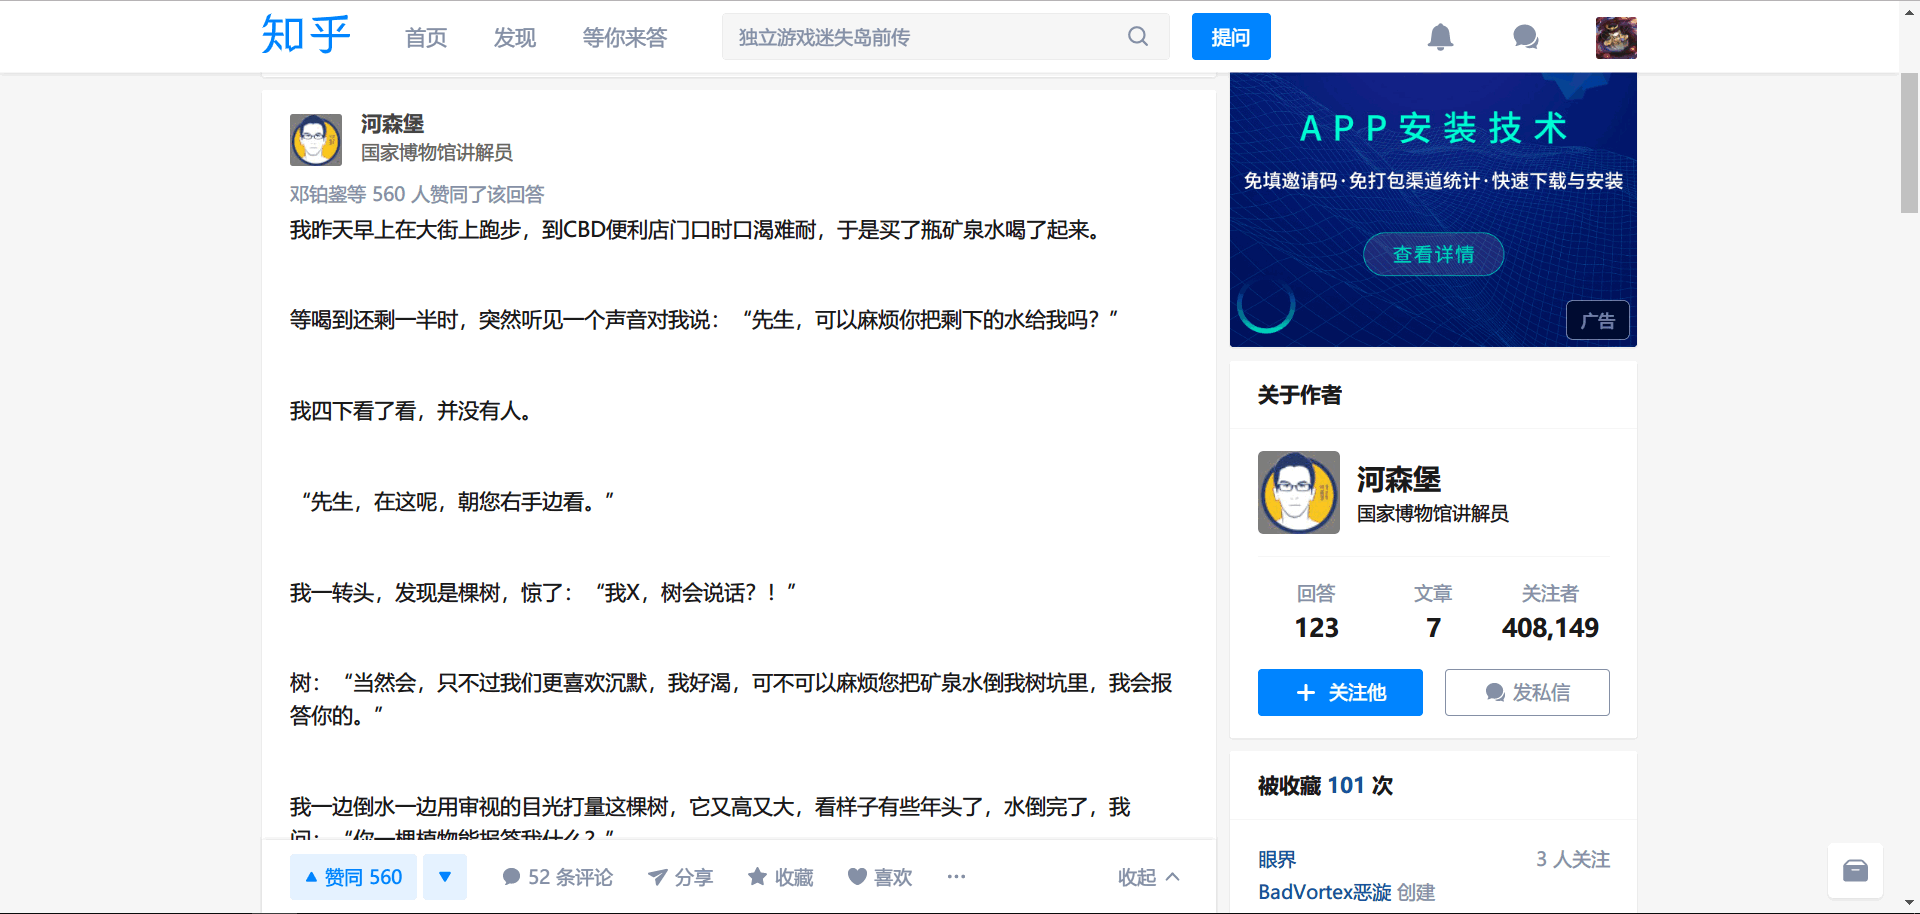 知乎
首页
发现
等你来答
独立游戏迷失岛前传
提问
河森堡
国家博物馆讲解员
邓铂鋆等 560 人赞同了该回答
我昨天早上在大街上跑步，到CBD便利店门口时口渴难耐，于是买了瓶矿泉水喝了起来。
等喝到还剩一半时，突然听见一个声音对我说：“先生，可以麻烦你把剩下的水给我吗？”
我四下看了看，并没有人。
“先生，在这呢，朝您右手边看。”
我一转头，发现是棵树，惊了：“我X，树会说话？！”
树：“当然会，只不过我们更喜欢沉默，我好渴，可不可以麻烦您把矿泉水倒我树坑里，我会报
答你的。”
我一边倒水一边用审视的目光打量这棵树，它又高又大，看样子有些年头了，水倒完了，我
问：“你一棵植物能报答我什么？”
赞同 560
52 条评论
分享
收藏
喜欢
收起
APP安装技术
免填邀请码·免打包渠道统计·快速下载与安装
查看详情
广告
关于作者
河森堡
国家博物馆讲解员
回答
文章
关注者
123
7
408,149
关注他
发私信
被收藏 101 次
眼界
3 人关注
BadVortex恶漩 创建